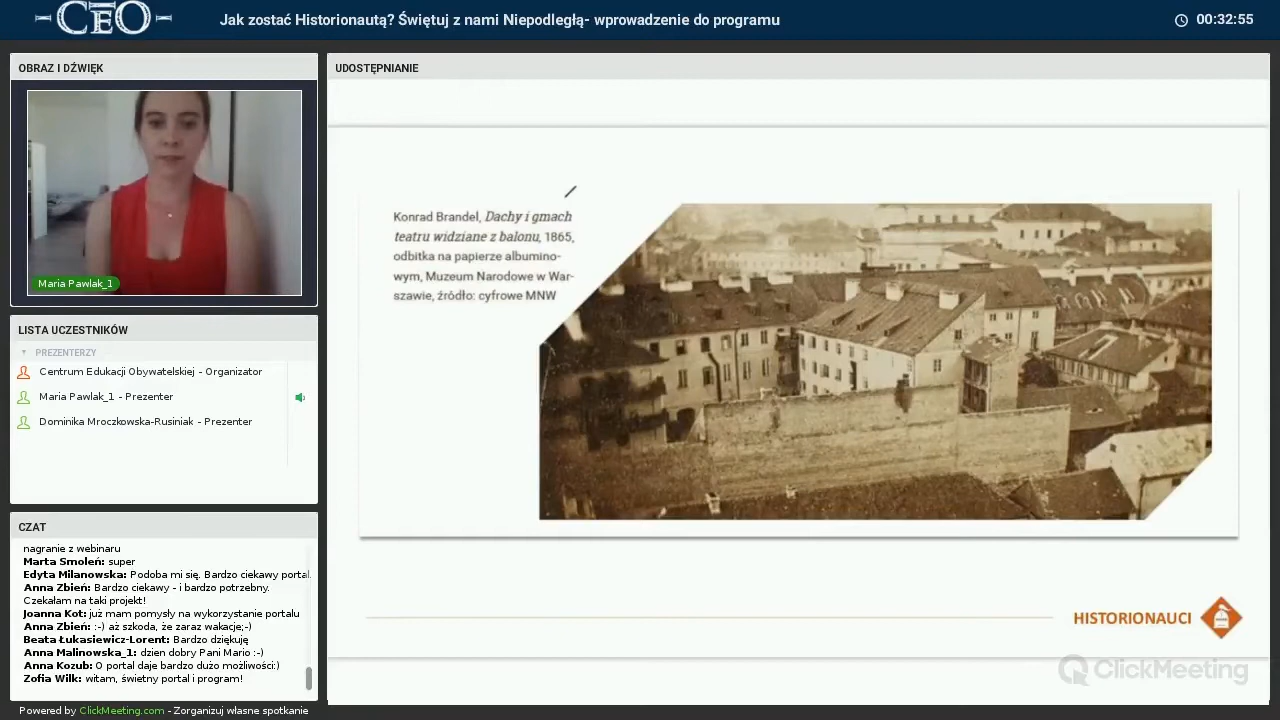 CEO
Jak zostać Historionautą? Świętuj z nami Niepodległą- wprowadzenie do programu
00:32:55
OBRAZ I DŹWIĘK
Maria Pawlak_1
LISTA UCZESTNIKÓW
PREZENTERZY
Centrum Edukacji Obywatelskiej - Organizator
Maria Pawlak_1 - Prezenter
Dominika Mroczkowska-Rusiniak - Prezenter
CZAT
nagranie z webinaru
Marta Smoleń: super
Edyta Milanowska: Podoba mi się. Bardzo ciekawy portal.
Anna Zbień: Bardzo ciekawy - i bardzo potrzebny.
Czekałam na taki projekt!
Joanna Kot: już mam pomysły na wykorzystanie portalu
Anna Zbień: :-) aż szkoda, że zaraz wakacje;-)
Beata Łukasiewicz-Lorent: Bardzo dziękuję
Anna Malinowska_1: dzien dobry Pani Mario :-)
Anna Kozub: O portal daje bardzo dużo możliwości:)
Zofia Wilk: witam, świetny portal i program!
Powered by ClickMeeting.com - Zorganizuj własne spotkanie
UDOSTĘPNIANIE
Konrad Brandel, Dachy i gmach
teatru widziane z balonu, 1865,
odbitka na papierze albumino-
wym, Muzeum Narodowe w War-
szawie, źródło: cyfrowe MNW
HISTORIONAUCI
ClickMeeting